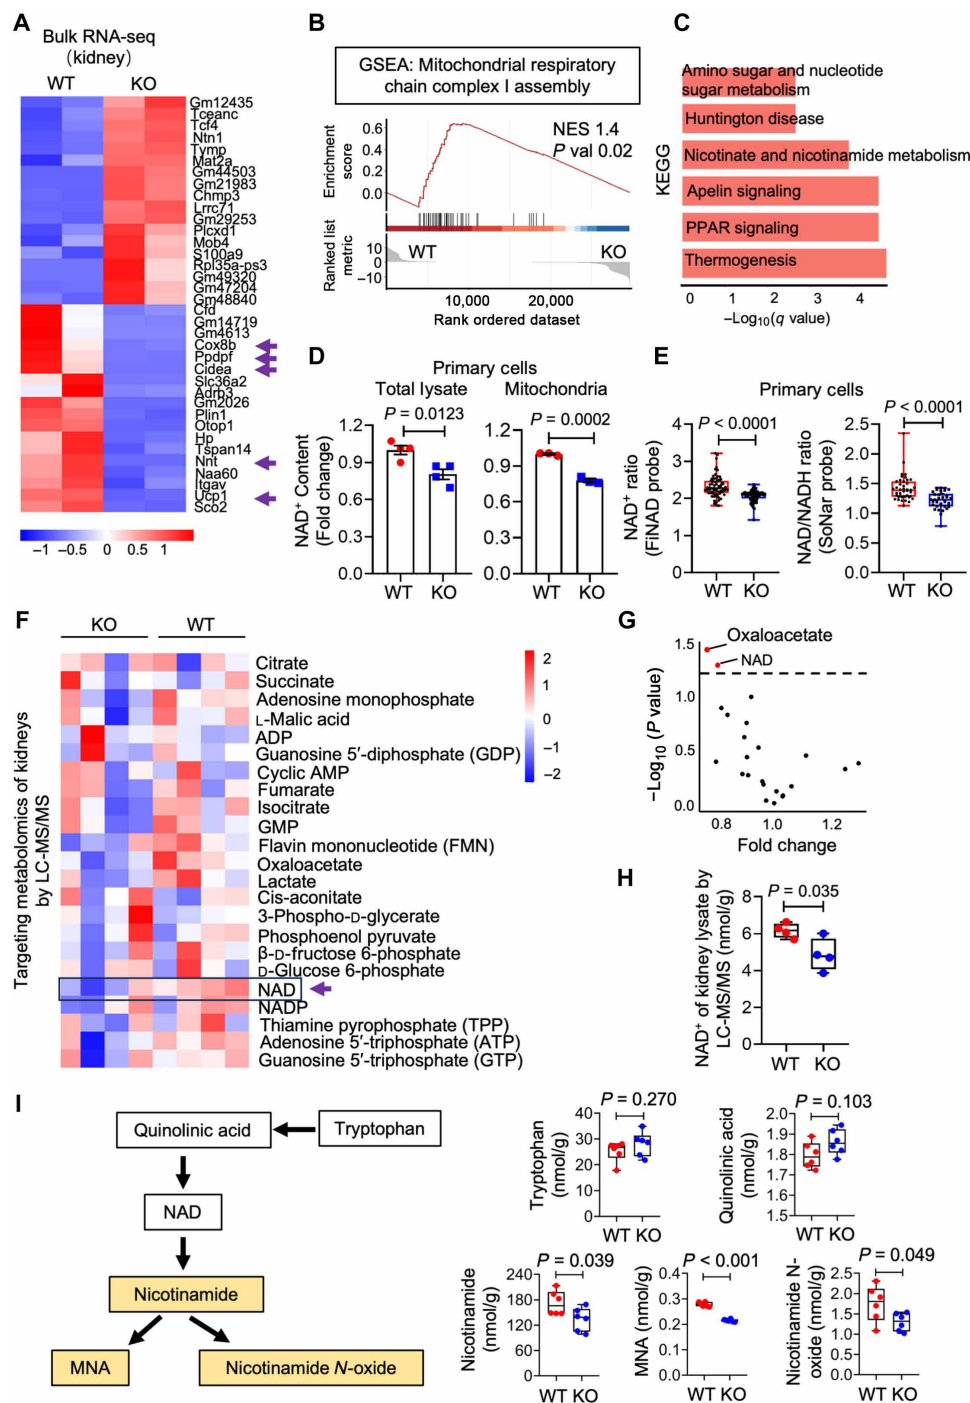 A
Bulk RNA-seq
(kidney)
WT KO
Gm12435
Tceanc
Tcf4
Ntn1
Tymp
Mat2a
Gm44503
Gm21983
Chmp3
Lrrc71
Gm29253
Plcxd1
Mob4
S100a9
Rpl35a-ps3
Gm49320
Gm47204
Gm48840
Cfd
Gm14719
Gm4613
Cox8b
Ppdpf
Cidea
Slc36a2
Adrb3
Gm2026
Plin1
Otop1
Hp
Tspan14
Nnt
Naa60
Itgav
Ucp1
Sco2
−1 −0.5 0 0.5 1
B
GSEA: Mitochondrial respiratory
chain complex I assembly
NES 1.4
P val 0.02
Enrichment
score
0.6
0.4
0.2
0.0
Ranked list
metric
10
0
−10
WT KO
10,000 20,000
Rank ordered dataset
C
KEGG
Amino sugar and nucleotide
sugar metabolism
Huntington disease
Nicotinate and nicotinamide metabolism
Apelin signaling
PPAR signaling
Thermogenesis
0 1 2 3 4
−Log10(q value)
D
Primary cells
Total lysate Mitochondria
P = 0.0123
P = 0.0002
NAD+ Content
(Fold change)
1.2
0.9
0.6
0.3
0.0
WT KO
1.2
0.9
0.6
0.3
0.0
WT KO
E
Primary cells
P < 0.0001
P < 0.0001
NAD+ ratio
(FiNAD probe)
4
3
2
1
0
WT KO
NAD/NADH ratio
(SoNar probe)
2.5
2.0
1.5
1.0
0.5
0.0
WT KO
F
KO WT
Targeting metabolomics of kidneys
by LC-MS/MS
Citrate
Succinate
Adenosine monophosphate
L-Malic acid
ADP
Guanosine 5′-diphosphate (GDP)
Cyclic AMP
Fumarate
Isocitrate
GMP
Flavin mononucleotide (FMN)
Oxaloacetate
Lactate
Cis-aconitate
3-Phospho-D-glycerate
Phosphoenol pyruvate
β-D-fructose 6-phosphate
D-Glucose 6-phosphate
NAD
NADP
Thiamine pyrophosphate (TPP)
Adenosine 5′-triphosphate (ATP)
Guanosine 5′-triphosphate (GTP)
2
1
0
−1
−2
G
−Log10 (P value)
1.5
1.0
0.5
0.0
Oxaloacetate
NAD
0.8 1.0 1.2
Fold change
H
P = 0.035
NAD+ of kidney lysate by
LC-MS/MS (nmol/g)
8
6
4
2
0
WT KO
I
Quinolinic acid
Tryptophan
NAD
Nicotinamide
MNA
Nicotinamide N-oxide
P = 0.270
Tryptophan
(nmol/g)
40
30
20
10
0
WT KO
P = 0.103
Quinolinic acid
(nmol/g)
2.0
1.9
1.8
1.7
1.6
1.5
WT KO
P = 0.039
Nicotinamide
(nmol/g)
240
180
120
60
0
WT KO
P < 0.001
MNA (nmol/g)
0.4
0.3
0.2
0.1
0.0
WT KO
P = 0.049
Nicotinamide N-
oxide (nmol/g)
2.5
2.0
1.5
1.0
0.5
0.0
WT KO